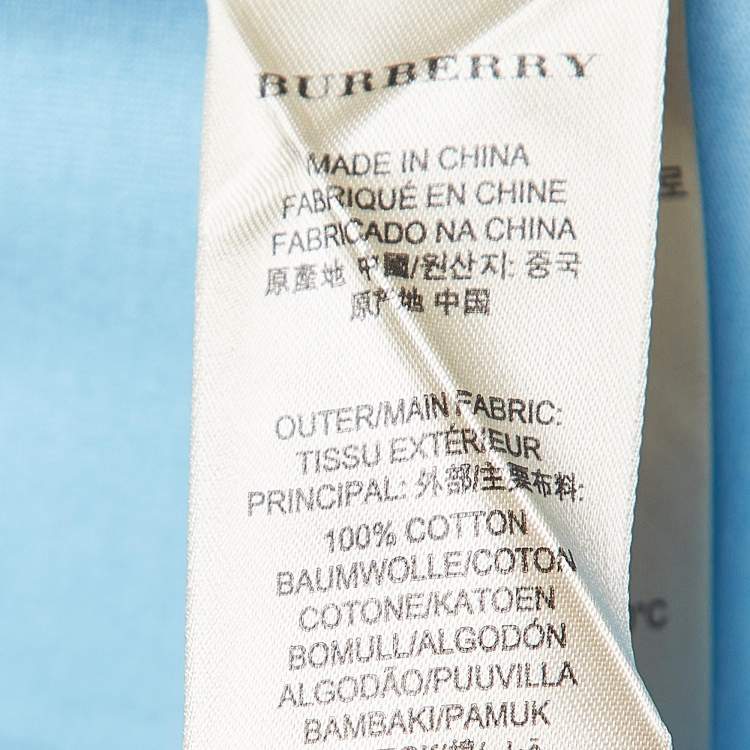 BURBERRY
MADE IN CHINA
FABRIQUÉ EN CHINE
FABRICADO NA CHINA
原產地 中國/원산지: 중국
原产地 中国
OUTER/MAIN FABRIC:
TISSU EXTÉRIEUR
PRINCIPAL: 外部/主要布料:
100% COTTON
BAUMWOLLE/COTON
COTONE/KATOEN
BOMULL/ALGODÓN
ALGODÃO/PUUVILLA
BAMBAKI/PAMUK
로
°C